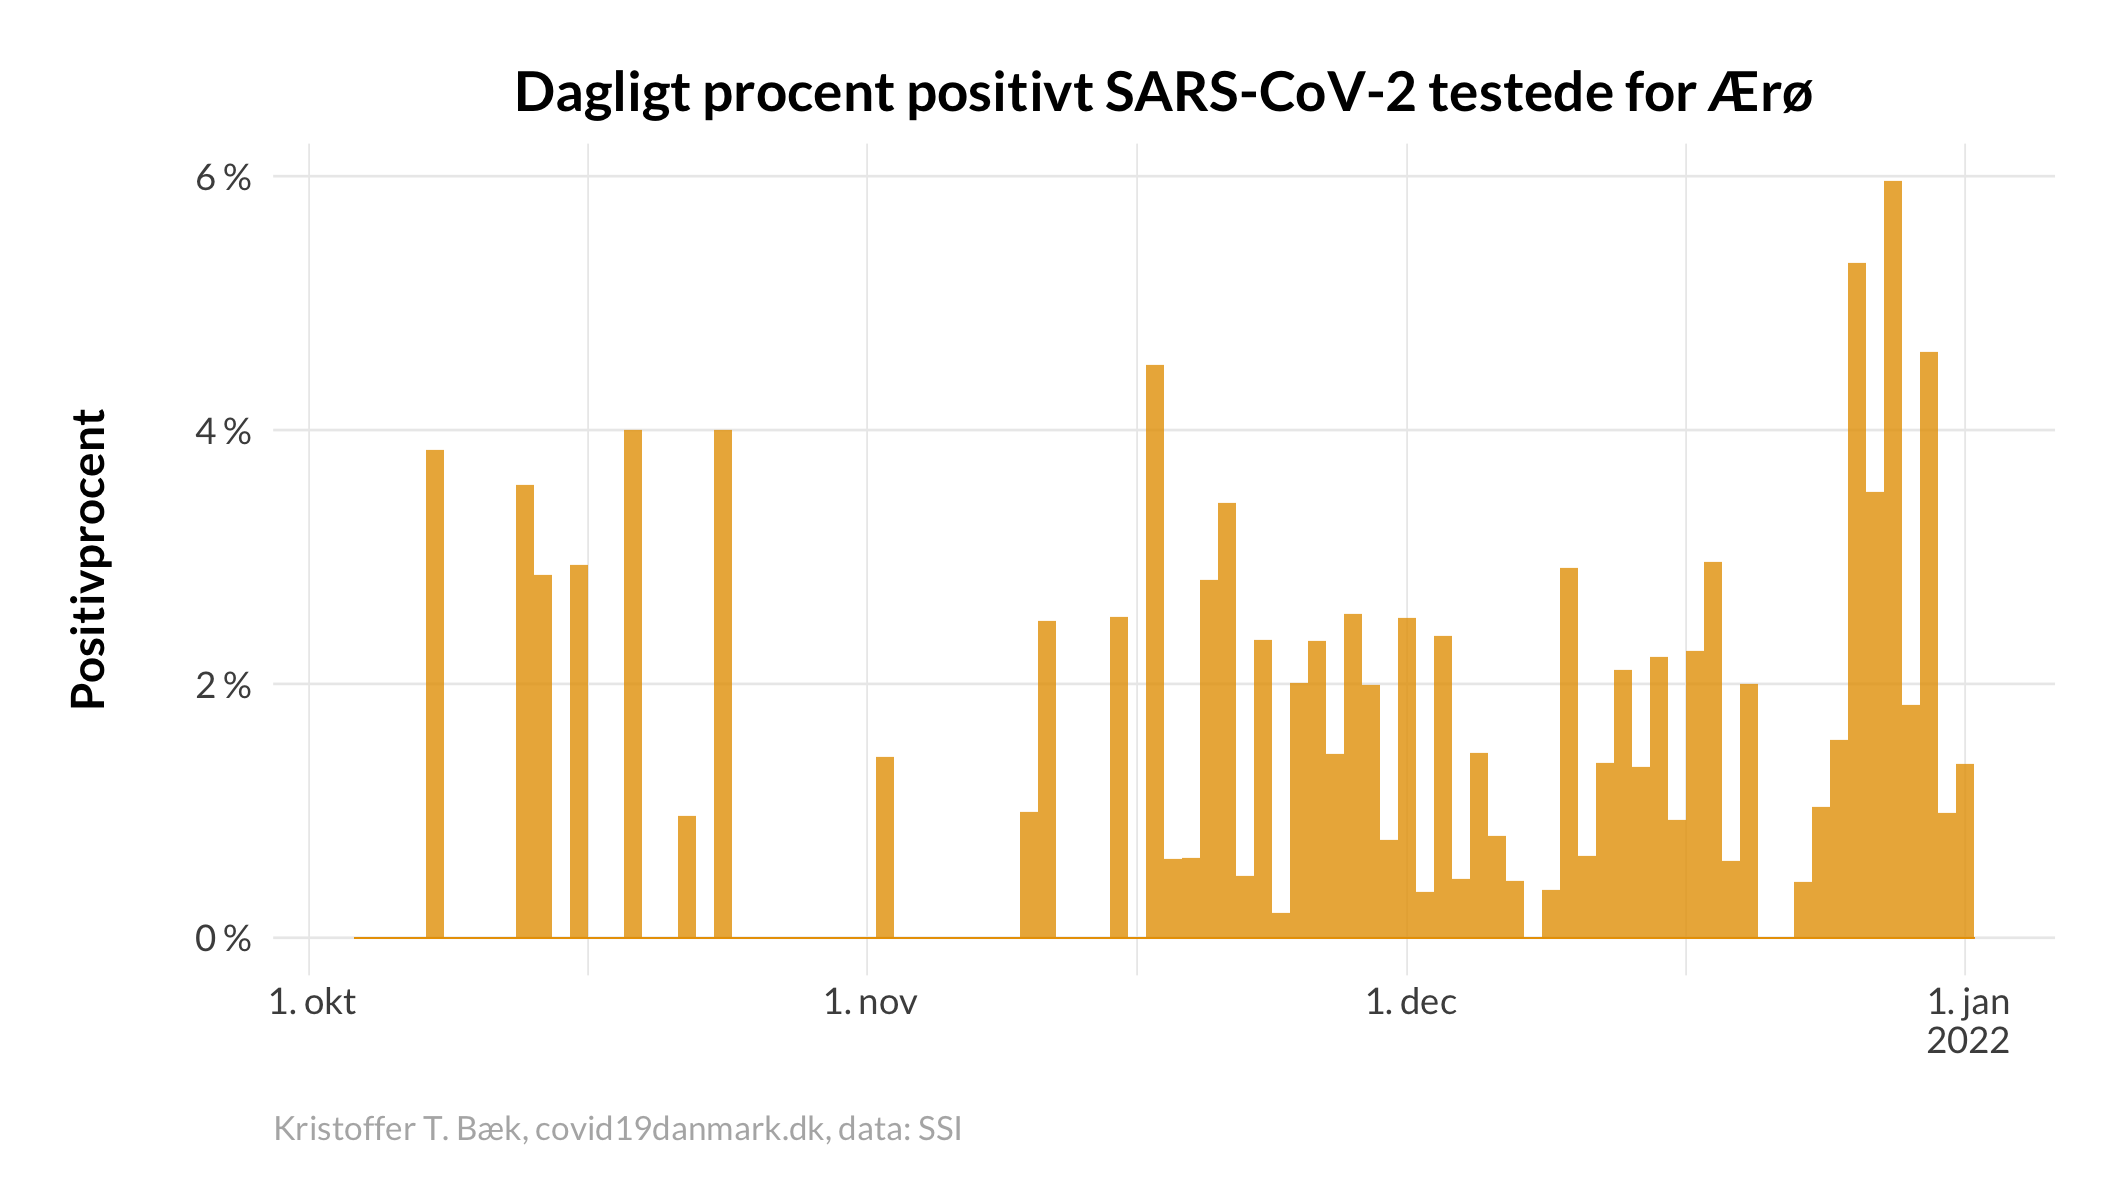 Dagligt procent positivt SARS-CoV-2 testede for Ærø
Positivprocent
6 %
4 %
2 %
0 %
1. okt
1. nov
1. dec
1. jan
2022
Kristoffer T. Bæk, covid19danmark.dk, data: SSI